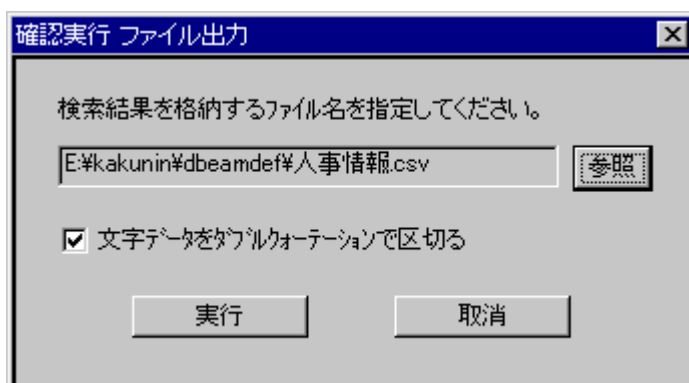 確認実行 ファイル出力
検索結果を格納するﾌｧｲﾙ名を指定してください。
E:¥kakunin¥dbeamdef¥人事情報.csv
参照
文字ﾃﾞｰﾀをﾀﾞﾌﾞﾙｸｫｰﾃｰｼｮﾝで区切る
実行
取消